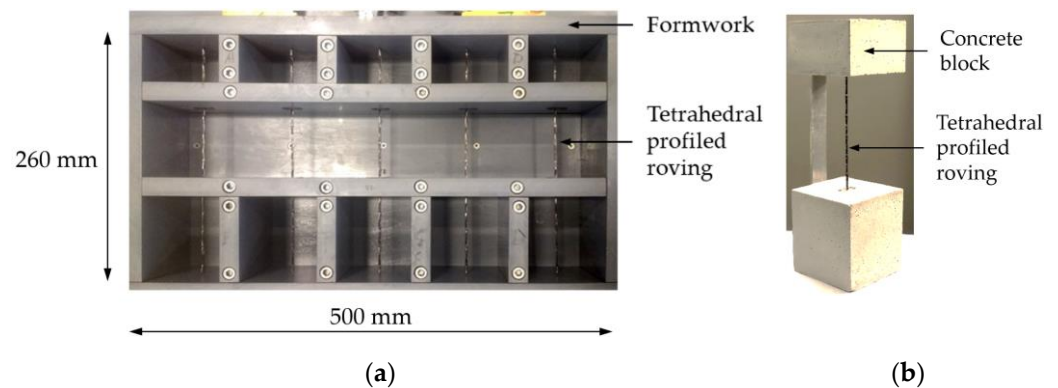 Formwork
Tetrahedral
profiled
roving
260 mm
500 mm
(a)
Concrete
block
Tetrahedral
profiled
roving
(b)